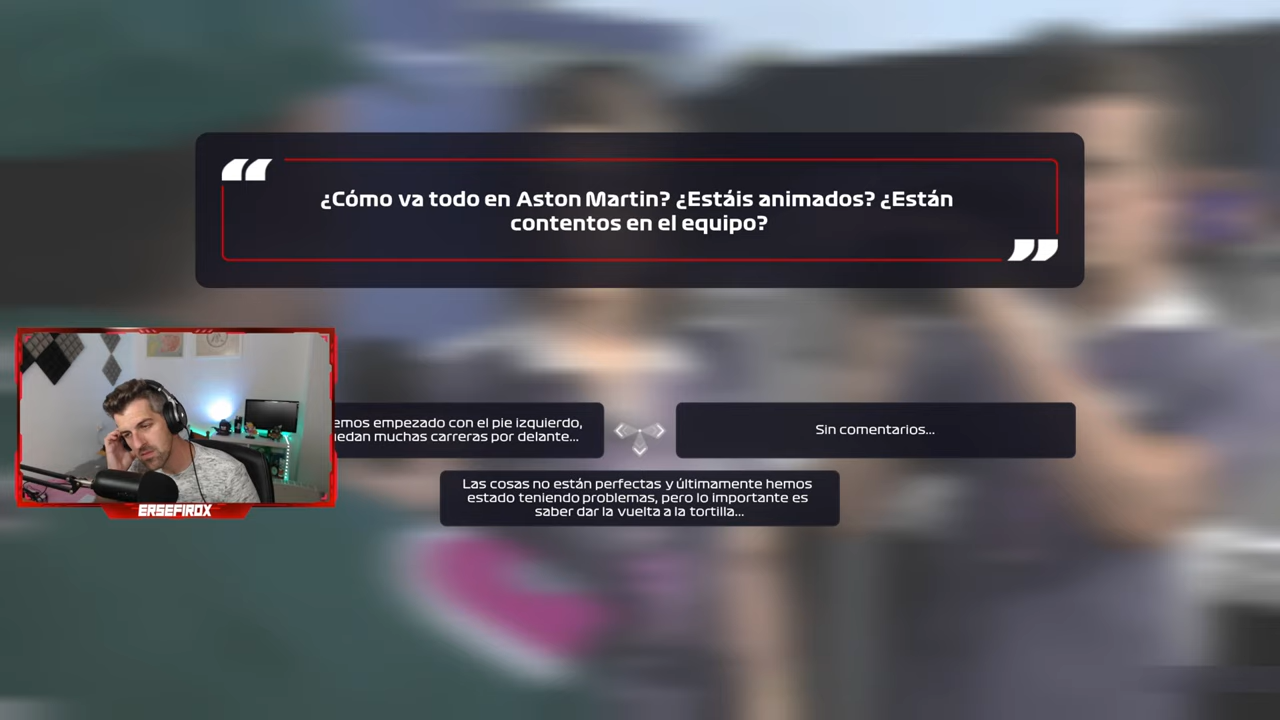 ¿Cómo va todo en Aston Martin? ¿Estáis animados? ¿Están
contentos en el equipo?
emos empezado con el pie izquierdo,
uedan muchas carreras por delante...
Sin comentarios...
Las cosas no están perfectas y últimamente hemos
estado teniendo problemas, pero lo importante es
saber dar la vuelta a la tortilla...
ERSEFIROX